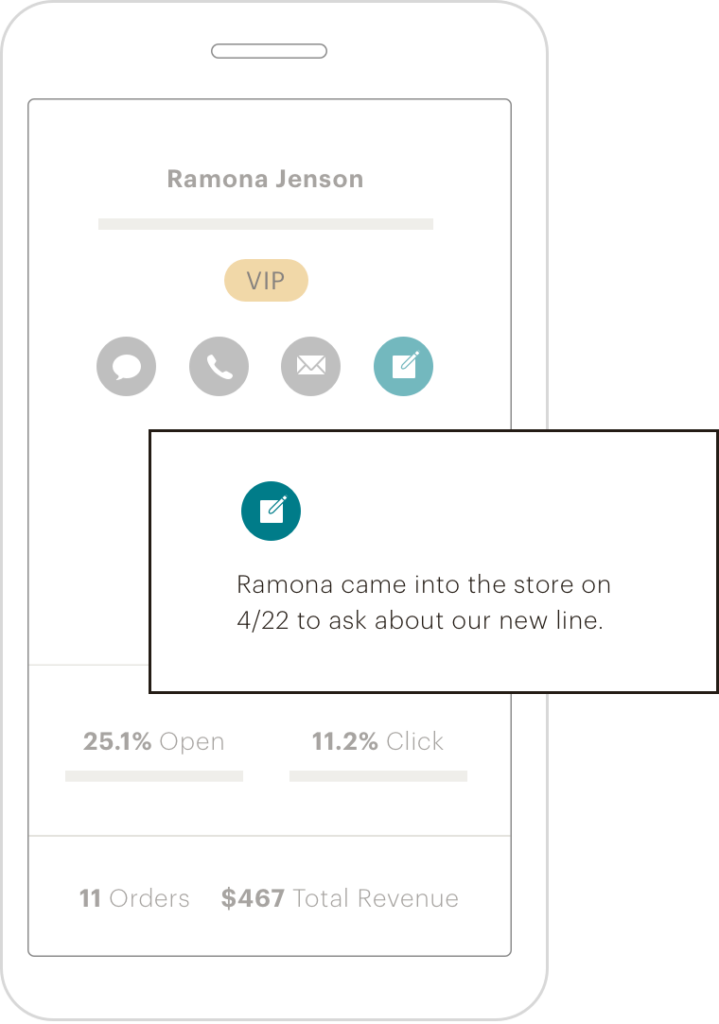 Ramona Jenson
VIP
Ramona came into the store on
4/22 to ask about our new line.
25.1% Open 11.2% Click
11 Orders $467 Total Revenue